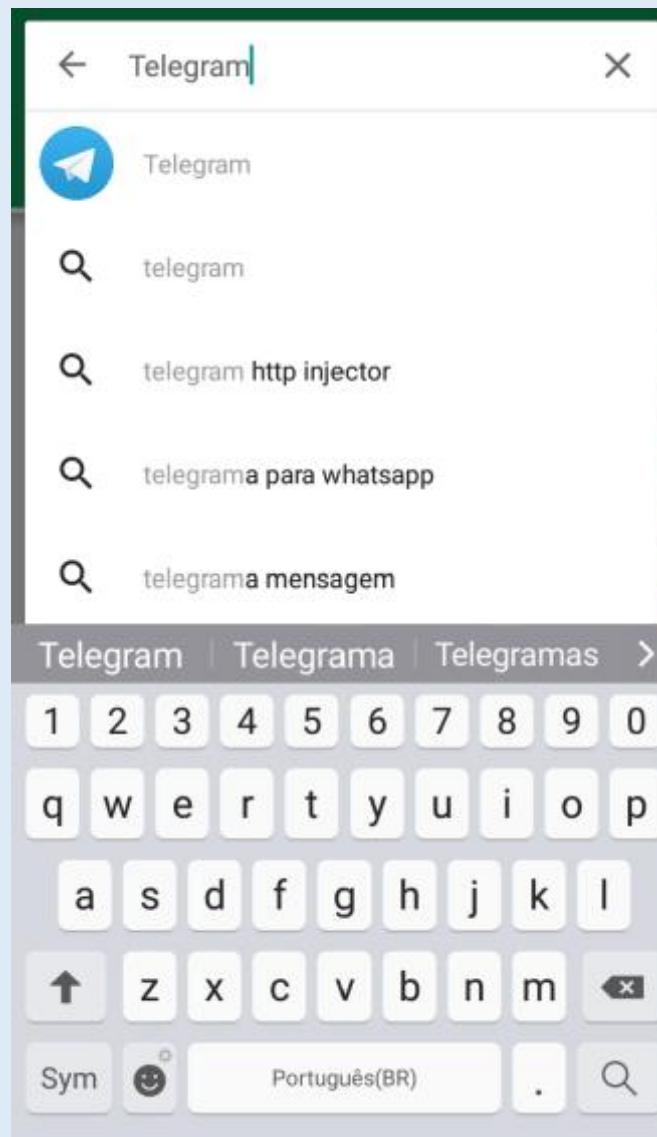 Telegram
Telegram
telegram
telegram http injector
telegrama para whatsapp
telegrama mensagem
Telegram Telegrama Telegramas
1 2 3 4 5 6 7 8 9 0
q w e r t y u i o p
a s d f g h j k l
z x c v b n m
Sym Português(BR) .